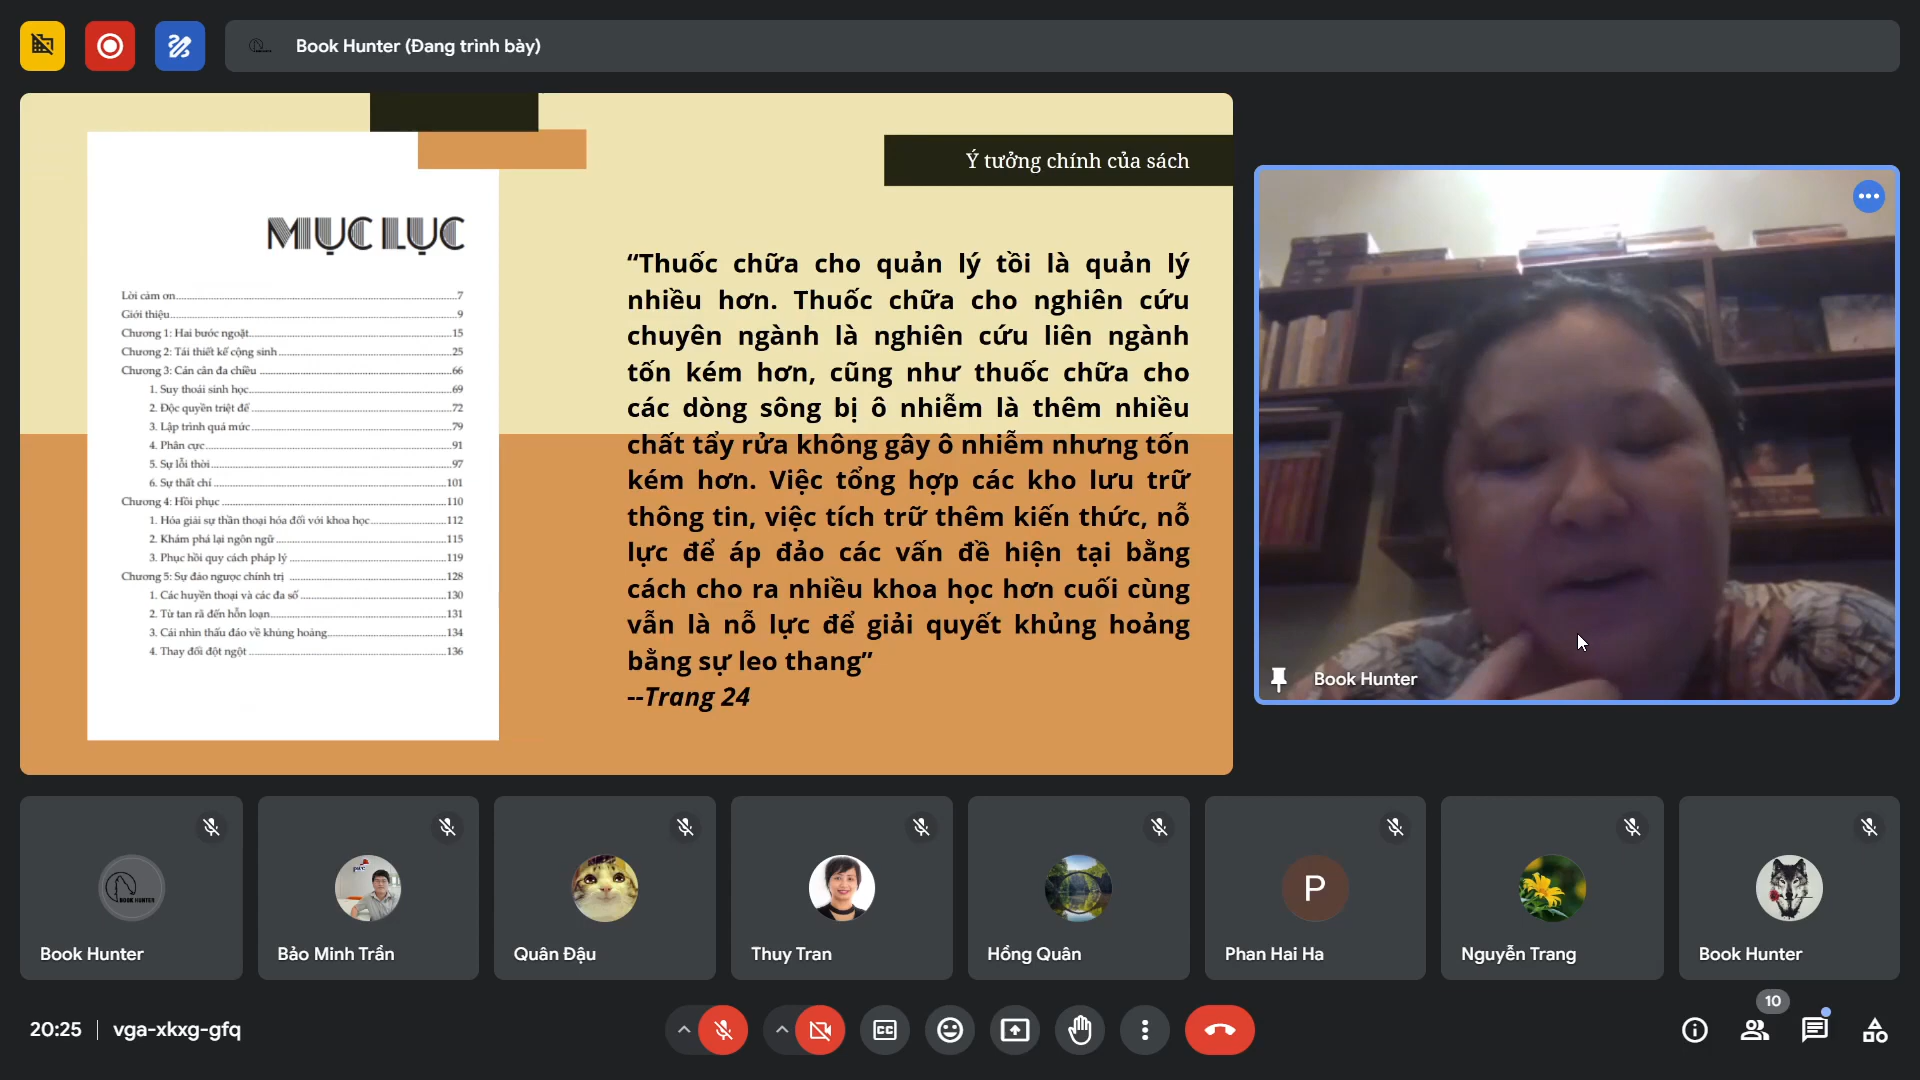 Book Hunter (Đang trình bày)
Ý tưởng chính của sách
MỤC LỤC
Lời cảm ơn.....7
Giới thiệu.....9
Chương 1: Hai bước ngoặt.....15
Chương 2: Tái thiết kế cộng sinh.....25
Chương 3: Cán cân đa chiều.....66
1. Suy thoái sinh học.....69
2. Độc quyền triệt để.....72
3. Lập trình quá mức.....79
4. Phân cực.....91
5. Sự lỗi thời.....97
6. Sự thất chí.....101
Chương 4: Hồi phục.....110
1. Hóa giải sự thần thoại hóa đối với khoa học.....112
2. Khám phá lại ngôn ngữ.....115
3. Phục hồi quy cách pháp lý.....119
Chương 5: Sự đảo ngược chính trị.....128
1. Các huyền thoại và các đa số.....130
2. Từ tan rã đến hỗn loạn.....131
3. Cái nhìn thấu đáo về khủng hoảng.....134
4. Thay đổi đột ngột.....136
“Thuốc chữa cho quản lý tồi là quản lý
nhiều hơn. Thuốc chữa cho nghiên cứu
chuyên ngành là nghiên cứu liên ngành
tốn kém hơn, cũng như thuốc chữa cho
các dòng sông bị ô nhiễm là thêm nhiều
chất tẩy rửa không gây ô nhiễm nhưng tốn
kém hơn. Việc tổng hợp các kho lưu trữ
thông tin, việc tích trữ thêm kiến thức, nỗ
lực để áp đảo các vấn đề hiện tại bằng
cách cho ra nhiều khoa học hơn cuối cùng
vẫn là nỗ lực để giải quyết khủng hoảng
bằng sự leo thang”
--Trang 24
Book Hunter
BOOK HUNTER
pwc
P
Book Hunter
Bảo Minh Trần
Quân Đậu
Thuy Tran
Hồng Quân
Phan Hai Ha
Nguyễn Trang
Book Hunter
20:25
vga-xkxg-gfq
CC
10